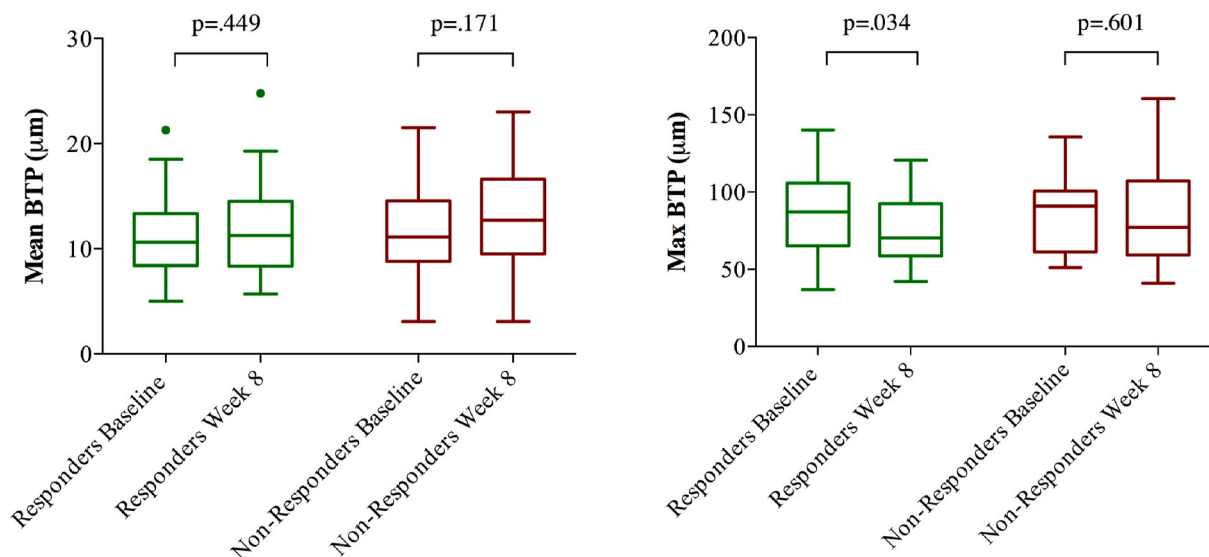 p=.449
p=.171
30
20
10
0
Mean BTP (µm)
Responders Baseline
Responders Week 8
Non-Responders Baseline
Non-Responders Week 8
p=.034
p=.601
200
150
100
50
0
Max BTP (µm)
Responders Baseline
Responders Week 8
Non-Responders Baseline
Non-Responders Week 8